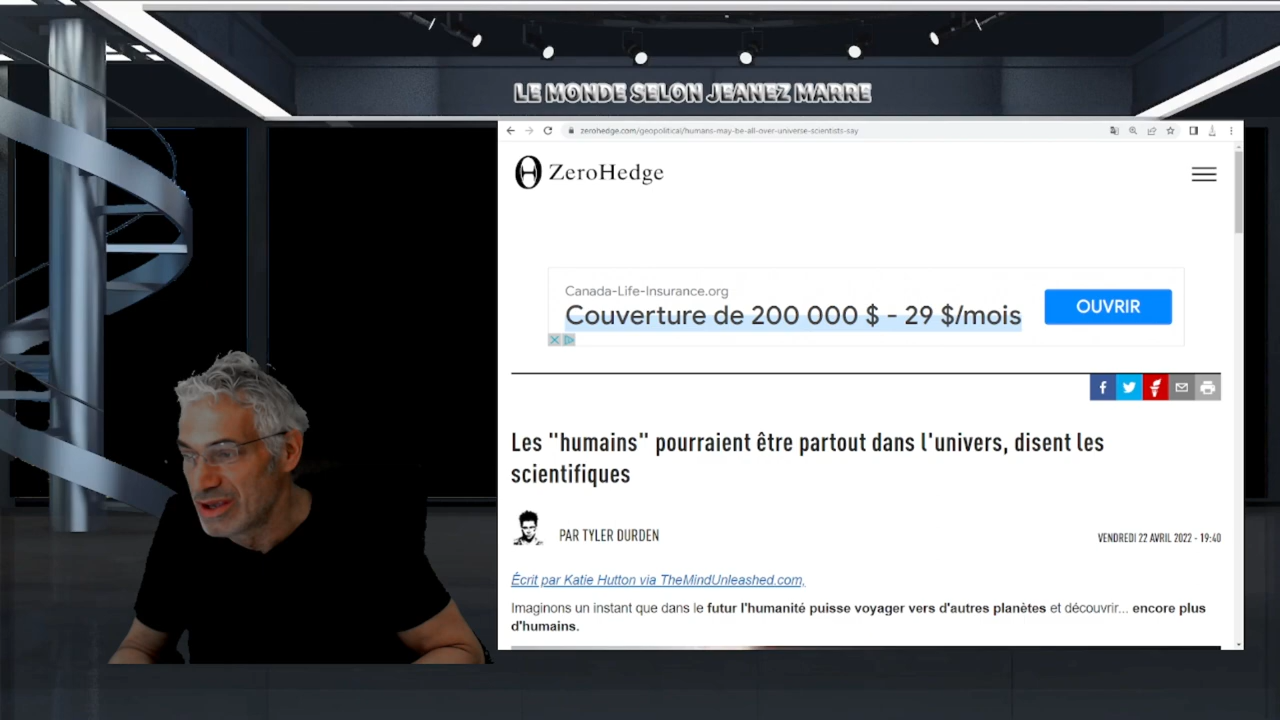 LE MONDE SELON JEANEZ MARRE
zerohedge.com/geopolitical/humans-may-be-all-over-universe-scientists-say
ZeroHedge
Canada-Life-Insurance.org
Couverture de 200 000 $ - 29 $/mois
OUVRIR
Les "humains" pourraient être partout dans l'univers, disent les
scientifiques
PAR TYLER DURDEN
VENDREDI 22 AVRIL 2022 - 19:40
Écrit par Katie Hutton via TheMindUnleashed.com,
Imaginons un instant que dans le futur l'humanité puisse voyager vers d'autres planètes et découvrir... encore plus
d'humains.